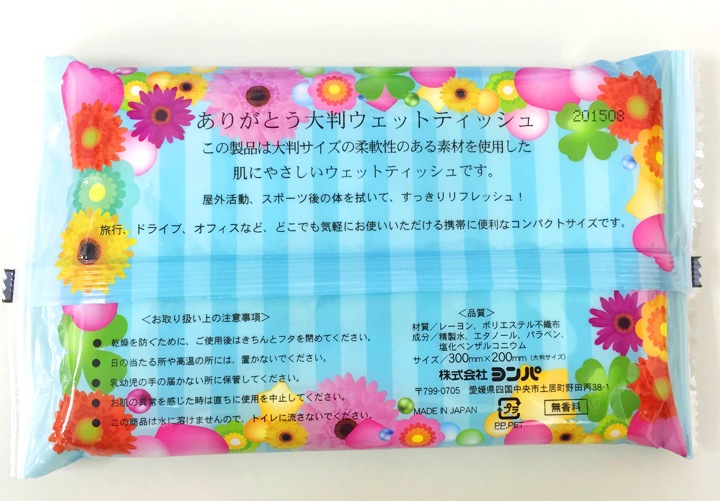 ありがとう大判ウェットティッシュ
201508
この製品は大判サイズの柔軟性のある素材を使用した
肌にやさしいウェットティッシュです。
屋外活動、スポーツ後の体を拭いて、すっきりリフレッシュ!
旅行、ドライブ、オフィスなど、どこでも気軽にお使いいただける携帯に便利なコンパクトサイズです。
<お取り扱い上の注意事項>
● 乾燥を防ぐために、ご使用後はきちんとフタを閉めてください。
● 日の当たる所や高温の所には、置かないでください。
● 乳幼児の手の届かない所に保管してください。
● お肌の異常を感じた時は直ちに使用を中止してください。
● この商品は水に溶けませんので、トイレに流さないでください。
<品質>
材質/レーヨン、ポリエステル不織布
成分/精製水、エタノール、パラベン、
塩化ベンザルコニウム
サイズ/300mm×200mm(大判サイズ)
株式会社 ヨンパ
〒799-0705 愛媛県四国中央市土居町野田丙38-1
MADE IN JAPAN
プラ
無香料
PP,PET